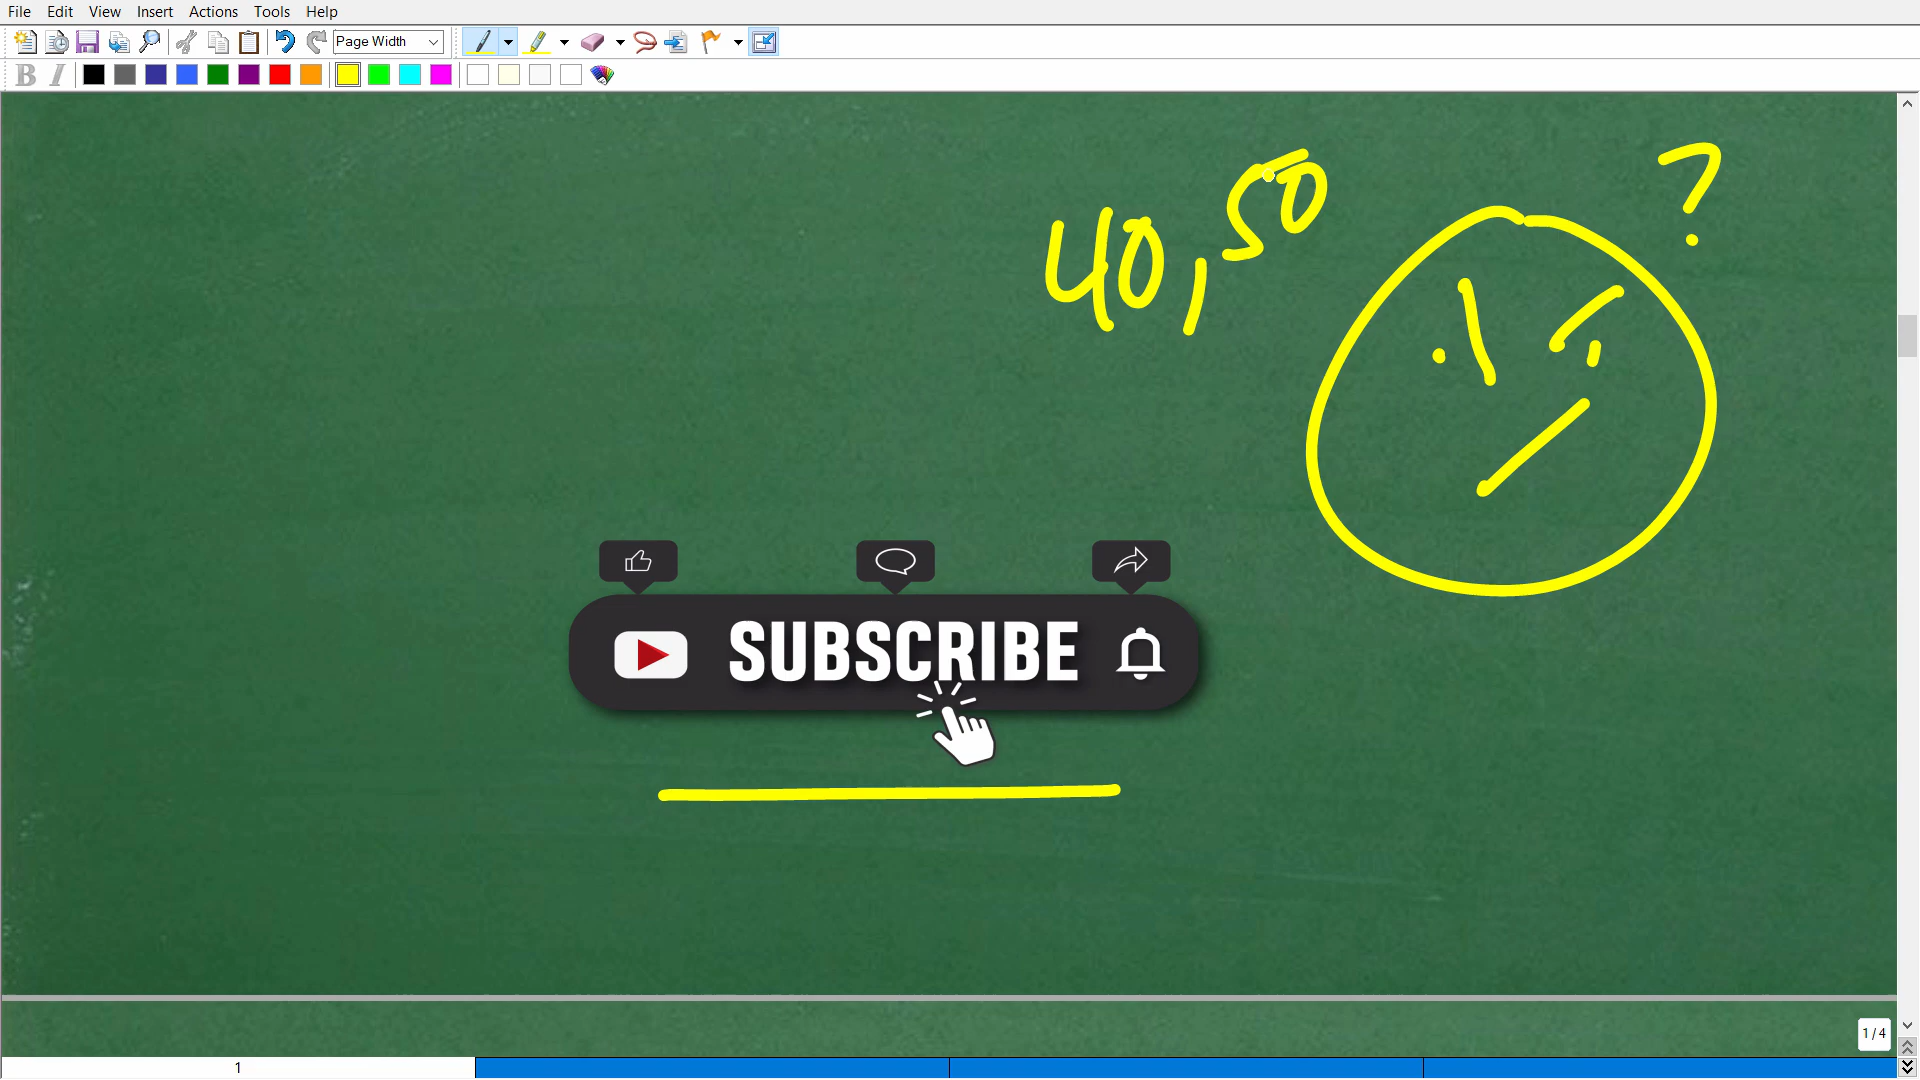 File Edit View Insert Actions Tools Help
Page Width
B I
40, 50 ?
SUBSCRIBE
1 / 4
1